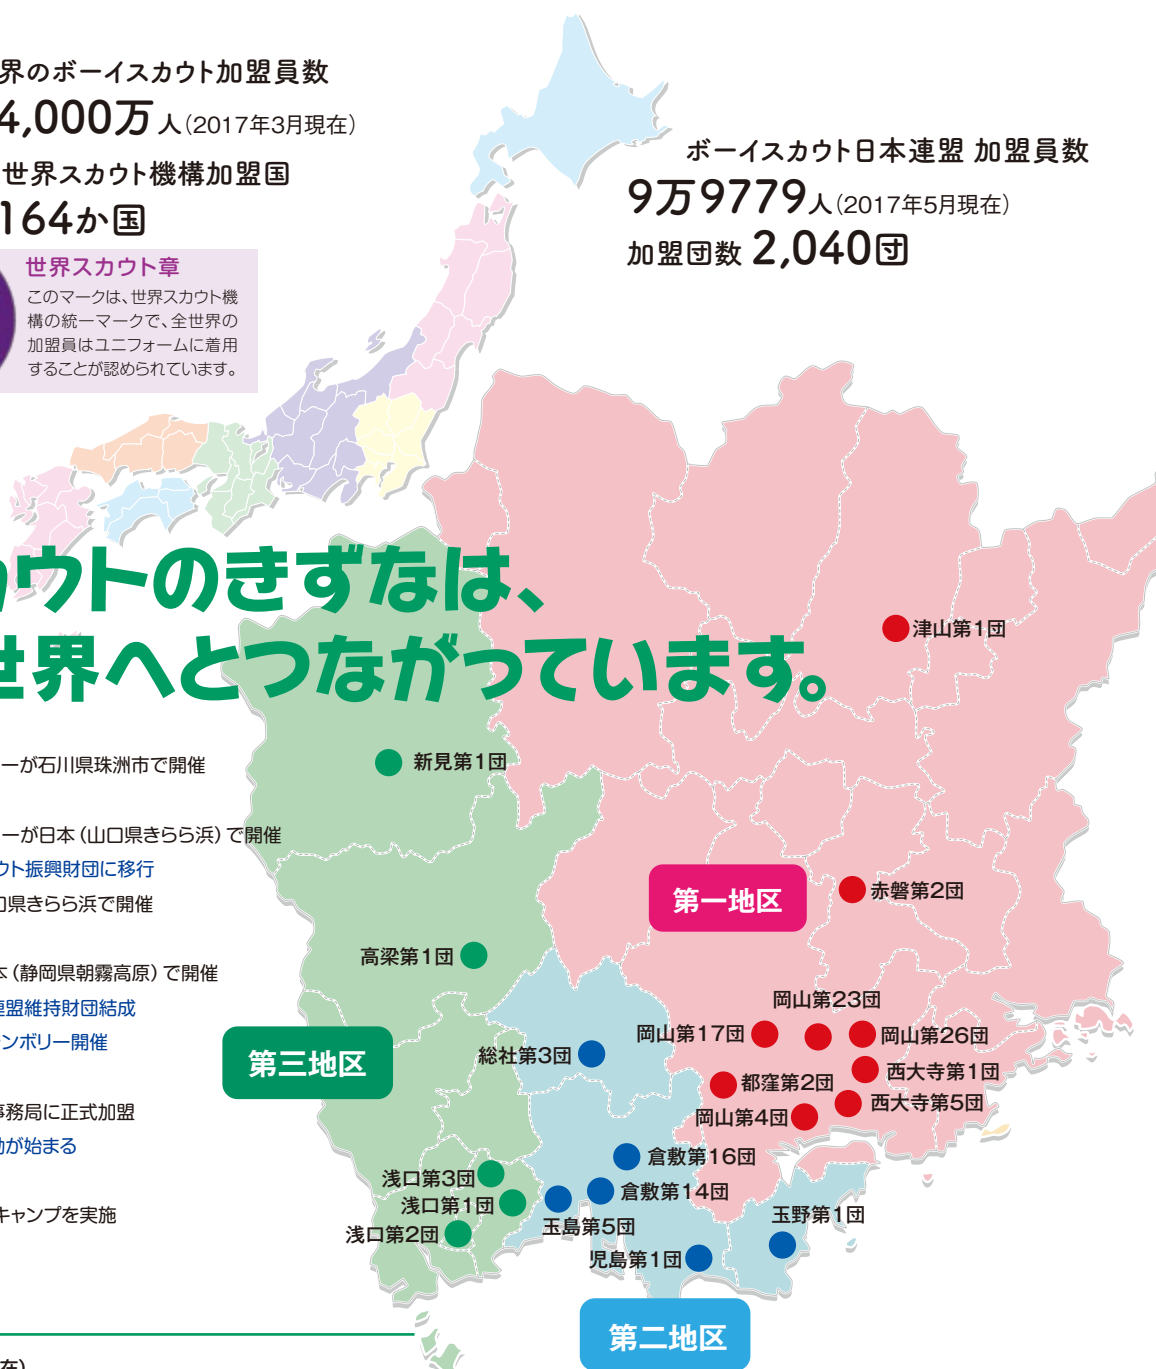 界のボーイスカウト加盟員数
4,000万人(2017年3月現在)
世界スカウト機構加盟国
164か国
世界スカウト章
このマークは、世界スカウト機
構の統一マークで、全世界の
加盟員はユニフォームに着用
することが認められています。
ボーイスカウト日本連盟 加盟員数
9万9779人(2017年5月現在)
加盟団数 2,040団
カウトのきずなは、
世界へとつながっています。
ーが石川県珠洲市で開催
ーが日本(山口県きらら浜)で開催
ウト振興財団に移行
口県きらら浜で開催
本(静岡県朝霧高原)で開催
連盟維持財団結成
ンボリー開催
事務局に正式加盟
動が始まる
キャンプを実施
在)
津山第1団
新見第1団
第一地区
赤磐第2団
高梁第1団
岡山第23団
岡山第17団
岡山第26団
第三地区
総社第3団
西大寺第1団
都窪第2団
西大寺第5団
岡山第4団
倉敷第16団
浅口第3団
倉敷第14団
浅口第1団
玉野第1団
玉島第5団
浅口第2団
児島第1団
第二地区